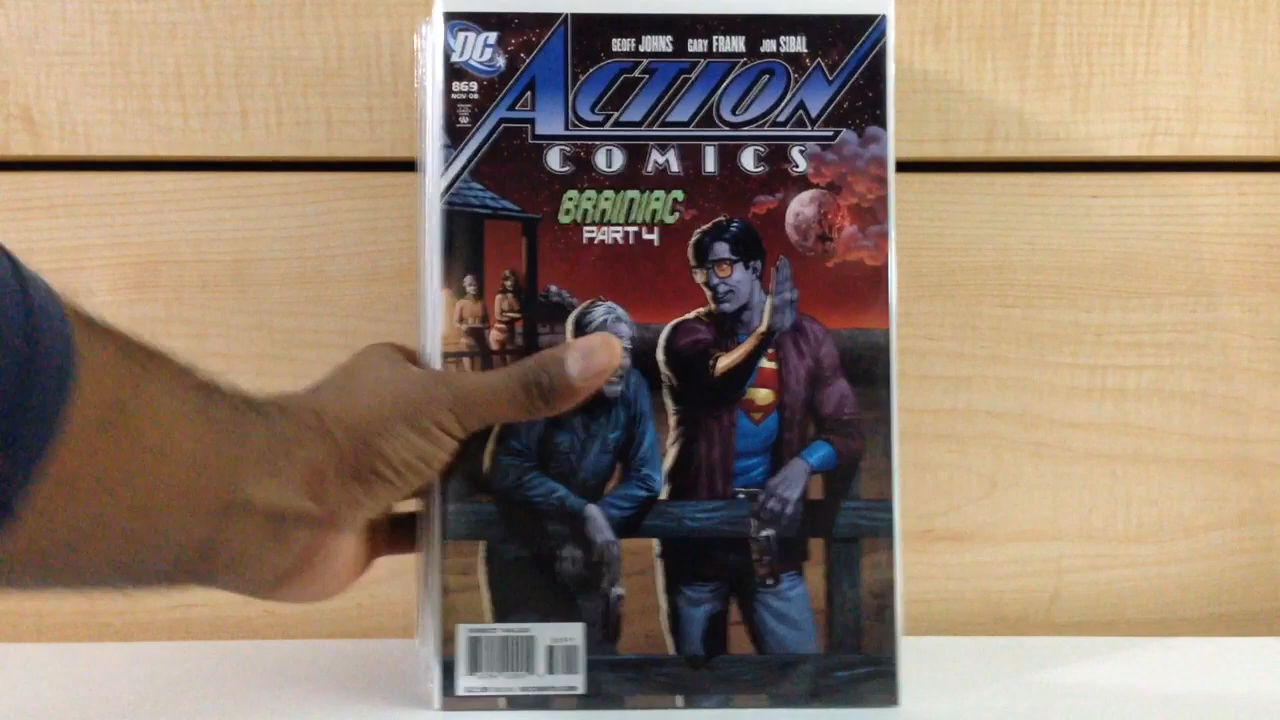 DC
GEOFF JOHNS GARY FRANK JON SIBAL
869
NOV 08
ACTION
COMICS
BRAINIAC
PART 4